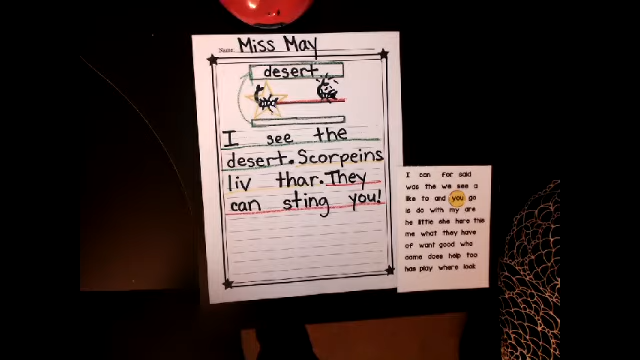 Name Miss May
desert
I see the
desert. Scorpeins
liv thar. They
can sting you!
I can for said
was the we see a
like to and you go
is do with my are
he little she here this
me what they have
of want good who
come does help too
has play where look